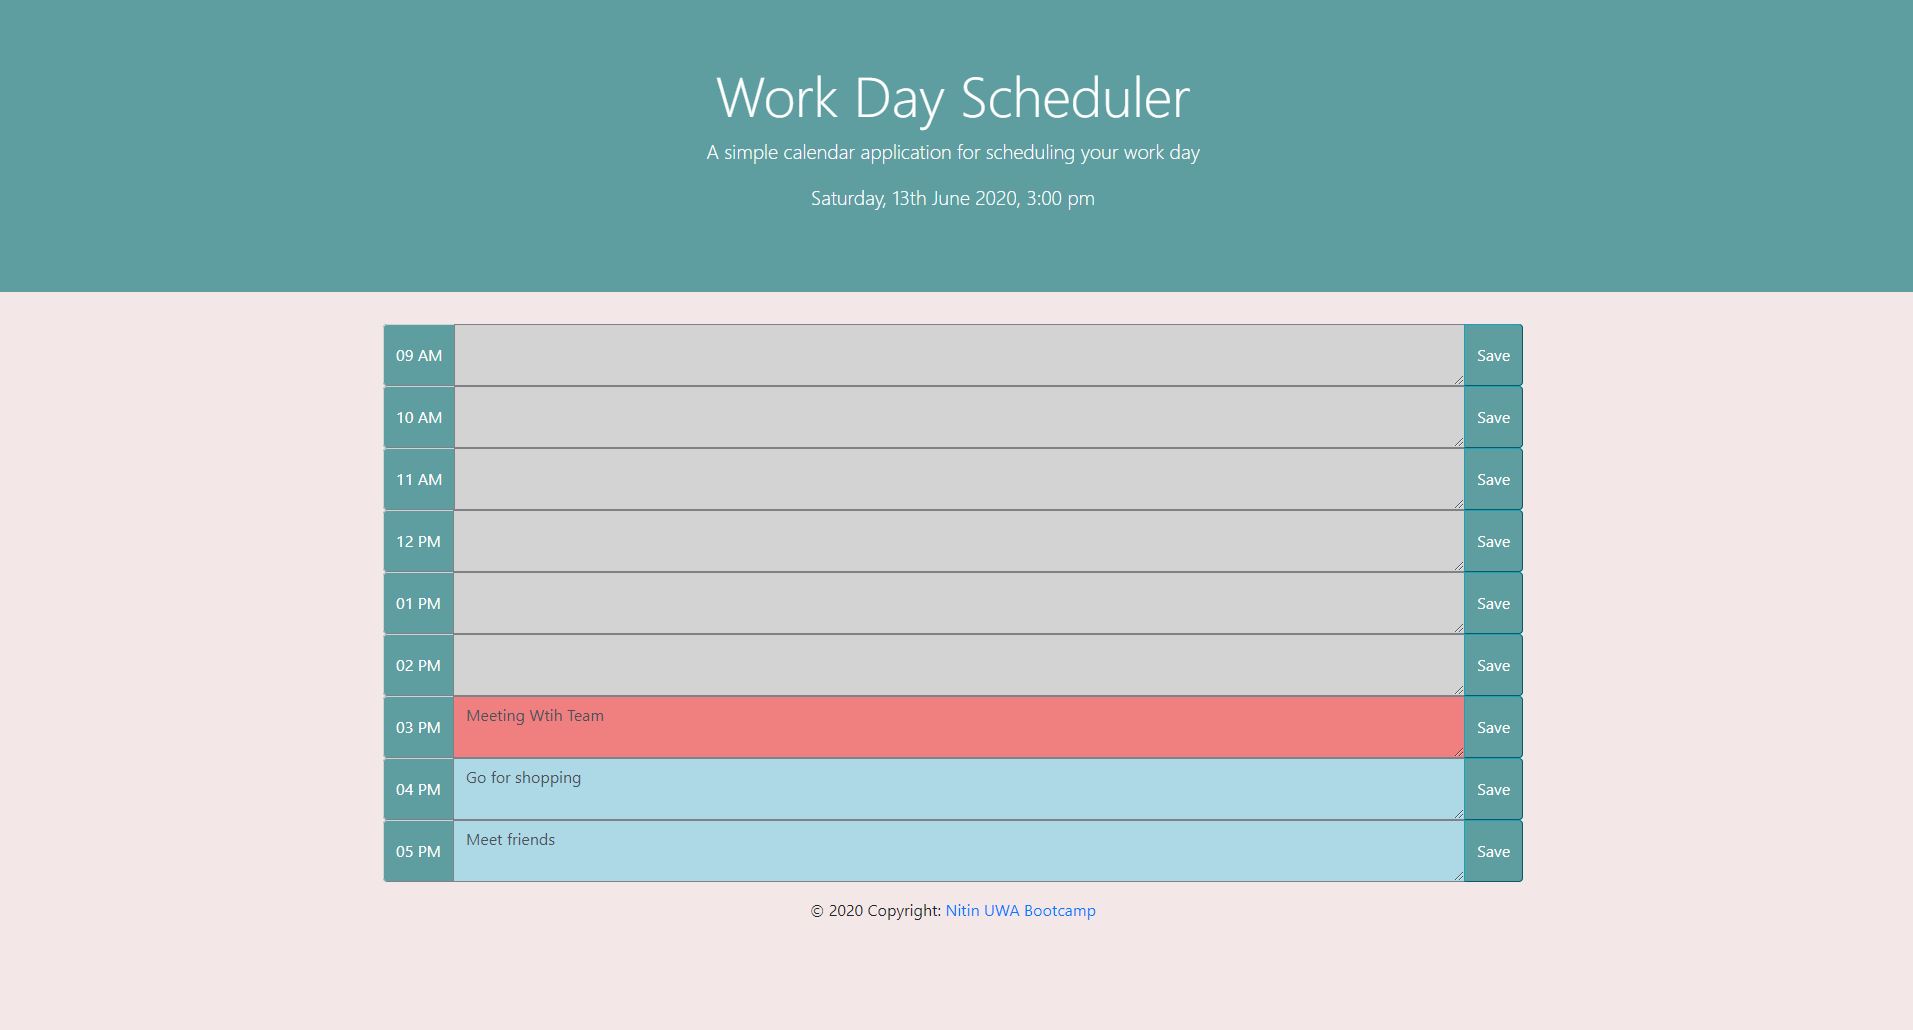 Work Day Scheduler
A simple calendar application for scheduling your work day
Saturday, 13th June 2020, 3:00 pm
09 AM Save
10 AM Save
11 AM Save
12 PM Save
01 PM Save
02 PM Save
03 PM Meeting Wtih Team Save
04 PM Go for shopping Save
05 PM Meet friends Save
© 2020 Copyright: Nitin UWA Bootcamp